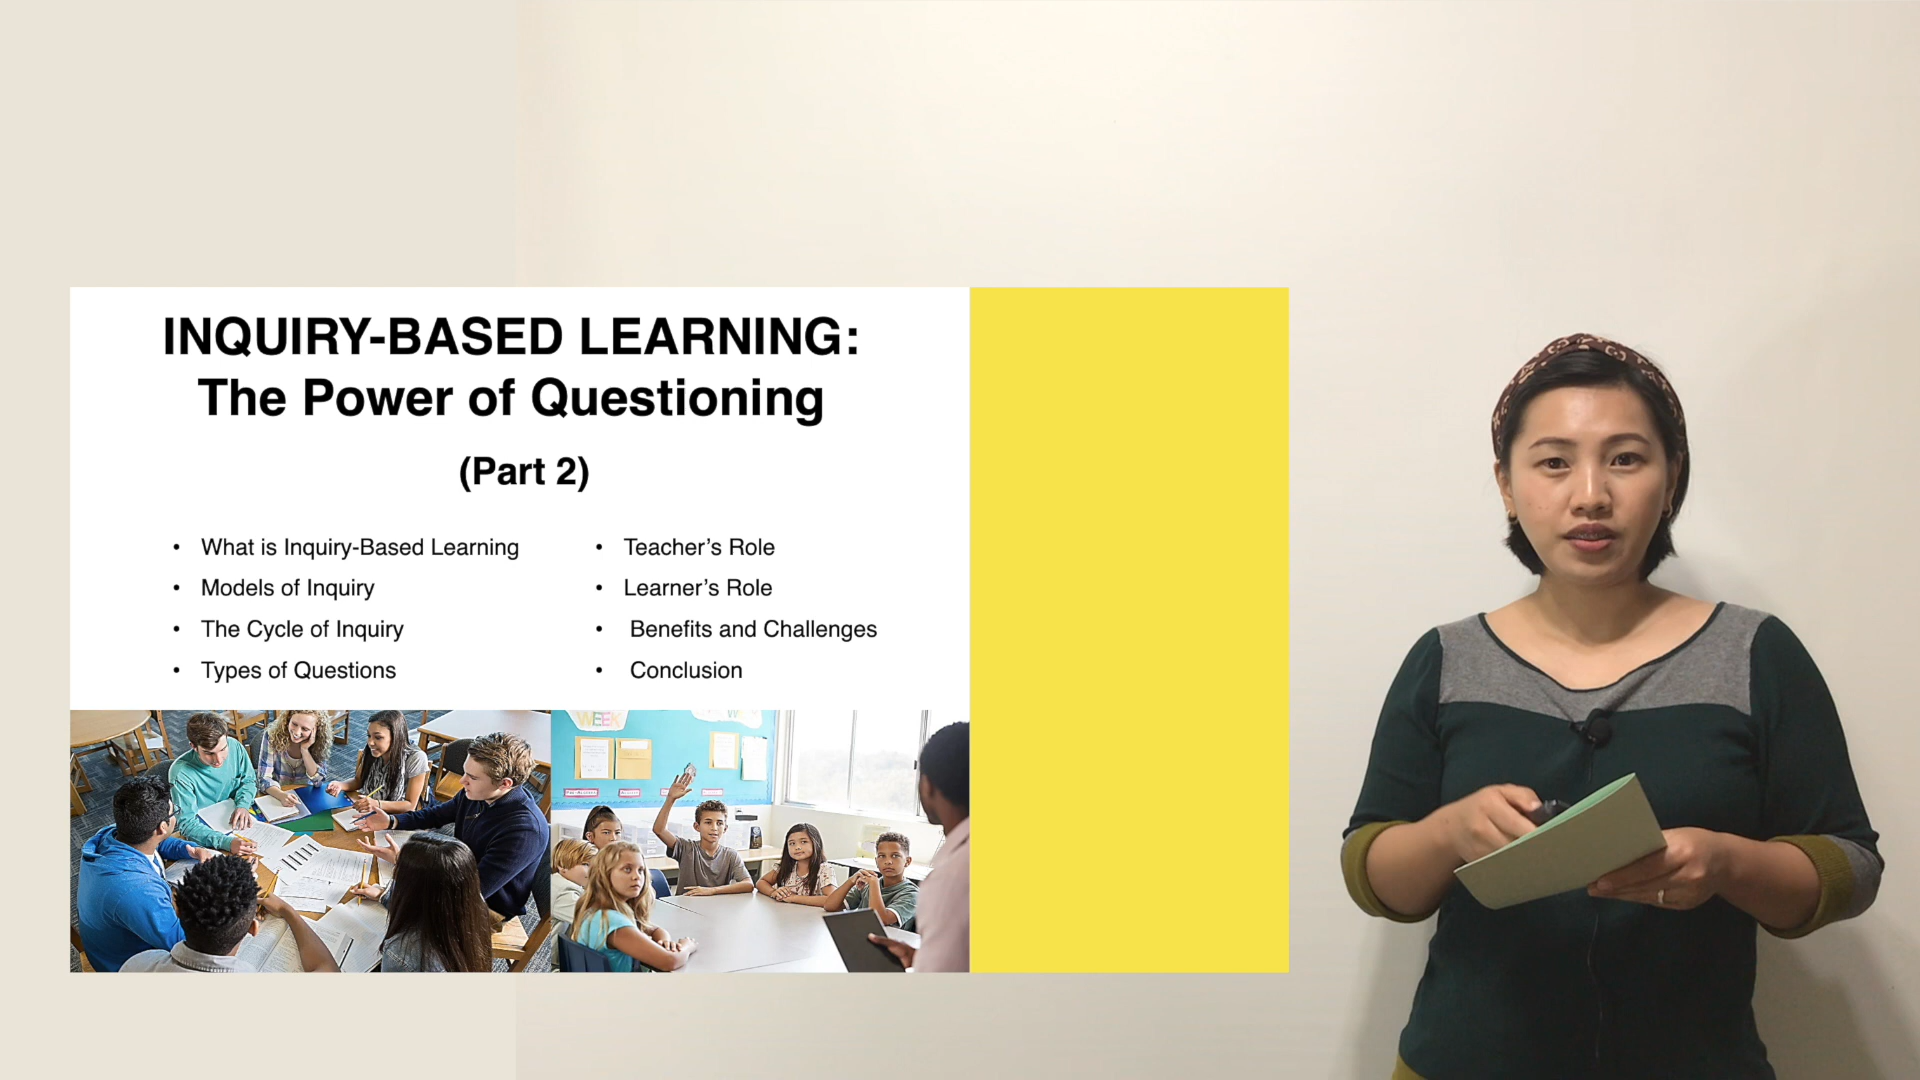 INQUIRY-BASED LEARNING:
The Power of Questioning
(Part 2)
• What is Inquiry-Based Learning
• Models of Inquiry
• The Cycle of Inquiry
• Types of Questions
• Teacher’s Role
• Learner’s Role
• Benefits and Challenges
• Conclusion
WEEK